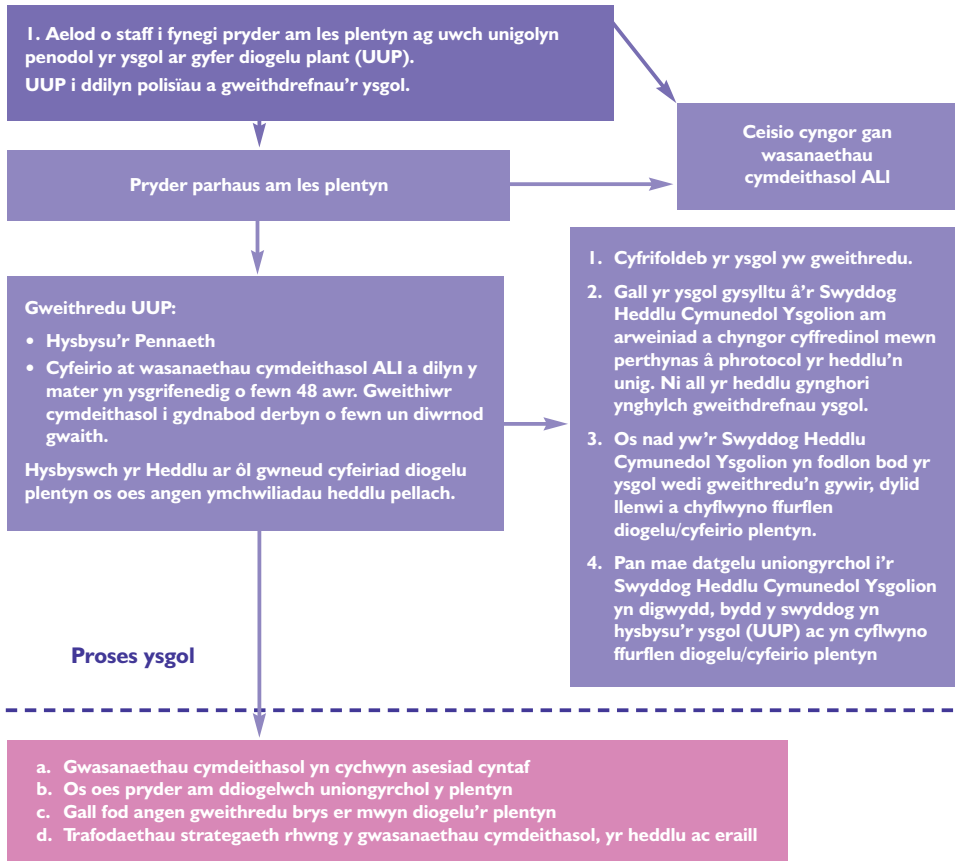 1. Aelod o staff i fynegi pryder am les plentyn ag uwch unigolyn
penodol yr ysgol ar gyfer diogelu plant (UUP).
UUP i ddilyn polisïau a gweithdrefnau'r ysgol.
Ceisio cyngor gan
wasanaethau
cymdeithasol ALl
Pryder parhaus am les plentyn
Gweithredu UUP:
• Hysbysu'r Pennaeth
• Cyfeirio at wasanaethau cymdeithasol ALl a dilyn y
mater yn ysgrifenedig o fewn 48 awr. Gweithiwr
cymdeithasol i gydnabod derbyn o fewn un diwrnod
gwaith.
Hysbyswch yr Heddlu ar ôl gwneud cyfeiriad diogelu
plentyn os oes angen ymchwiliadau heddlu pellach.
1. Cyfrifoldeb yr ysgol yw gweithredu.
2. Gall yr ysgol gysylltu â'r Swyddog
Heddlu Cymunedol Ysgolion am
arweiniad a chyngor cyffredinol mewn
perthynas â phrotocol yr heddlu'n
unig. Ni all yr heddlu gynghori
ynghylch gweithdrefnau ysgol.
3. Os nad yw'r Swyddog Heddlu
Cymunedol Ysgolion yn fodlon bod yr
ysgol wedi gweithredu'n gywir, dylid
llenwi a chyflwyno ffurflen
diogelu/cyfeirio plentyn.
4. Pan mae datgelu uniongyrchol i'r
Swyddog Heddlu Cymunedol Ysgolion
yn digwydd, bydd y swyddog yn
hysbysu'r ysgol (UUP) ac yn cyflwyno
ffurflen diogelu/cyfeirio plentyn
Proses ysgol
a. Gwasanaethau cymdeithasol yn cychwyn asesiad cyntaf
b. Os oes pryder am ddiogelwch uniongyrchol y plentyn
c. Gall fod angen gweithredu brys er mwyn diogelu'r plentyn
d. Trafodaethau strategaeth rhwng y gwasanaethau cymdeithasol, yr heddlu ac eraill